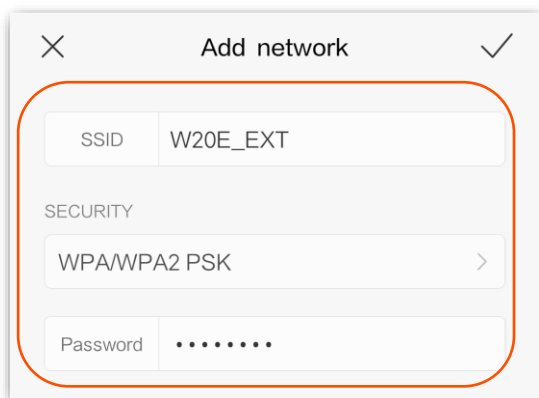 Add network
SSID W20E_EXT
SECURITY
WPA/WPA2 PSK
Password ••••••••